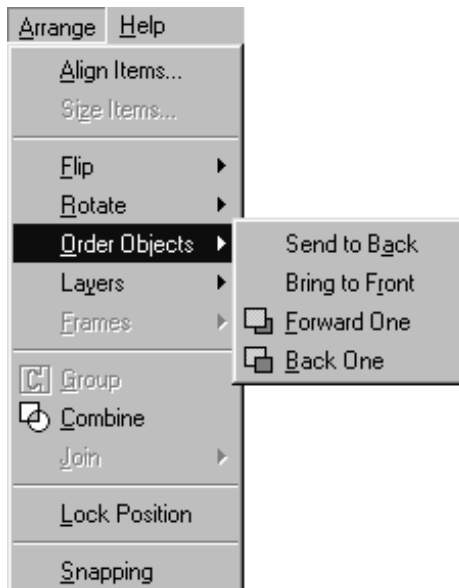 Arrange Help
Align Items...
Size Items...
Flip
Rotate
Order Objects
Layers
Frames
Group
Combine
Join
Lock Position
Snapping
Send to Back
Bring to Front
Forward One
Back One